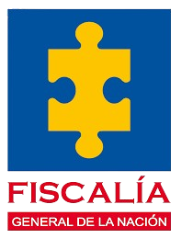 FISCALÍA
GENERAL DE LA NACIÓN